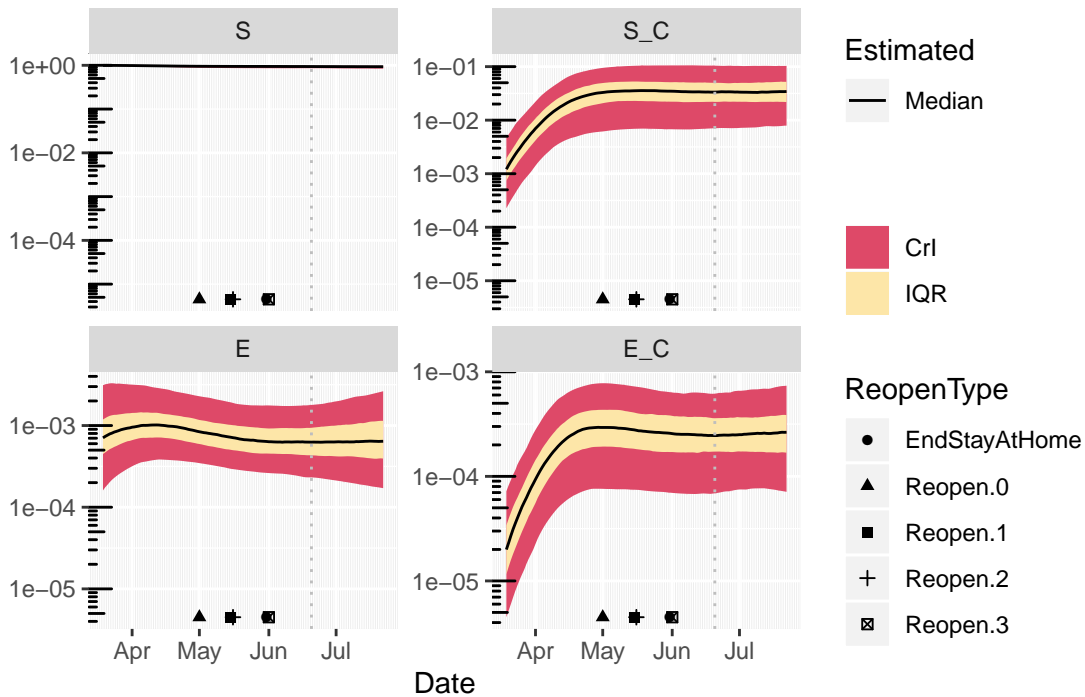 S
S_C
1e+00
1e−02
1e−04
1e−01
1e−02
1e−03
1e−04
1e−05
E
E_C
1e−03
1e−04
1e−05
1e−03
1e−04
1e−05
Apr May Jun Jul
Apr May Jun Jul
Date
Estimated
Median
CrI
IQR
ReopenType
EndStayAtHome
Reopen.0
Reopen.1
Reopen.2
Reopen.3